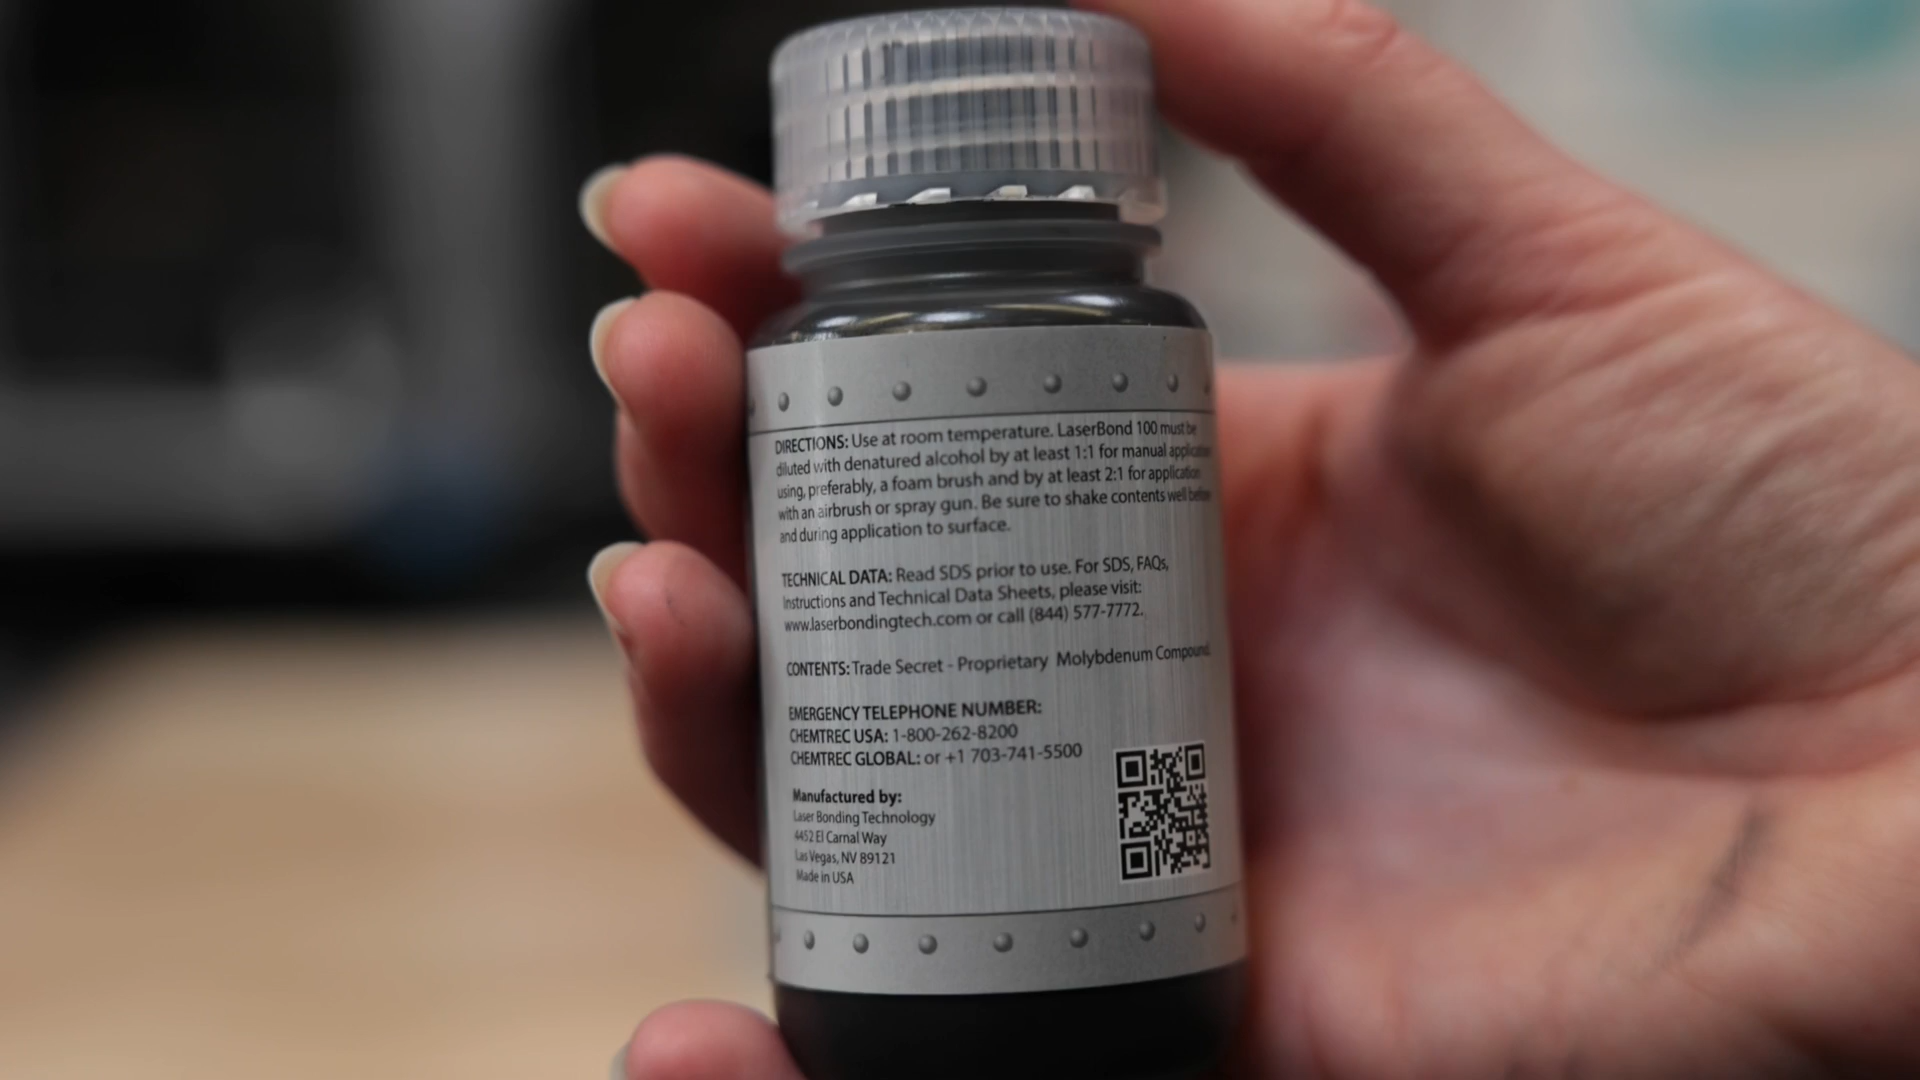 DIRECTIONS: Use at room temperature. LaserBond 100 must be
diluted with denatured alcohol by at least 1:1 for manual application
using, preferably, a foam brush and by at least 2:1 for application
with an airbrush or spray gun. Be sure to shake contents well before
and during application to surface.
TECHNICAL DATA: Read SDS prior to use. For SDS, FAQs,
Instructions and Technical Data Sheets, please visit:
www.laserbondingtech.com or call (844) 577-7772.
CONTENTS: Trade Secret - Proprietary Molybdenum Compound.
EMERGENCY TELEPHONE NUMBER:
CHEMTREC USA: 1-800-262-8200
CHEMTREC GLOBAL: or +1 703-741-5500
Manufactured by:
Laser Bonding Technology
4452 El Carnal Way
Las Vegas, NV 89121
Made in USA